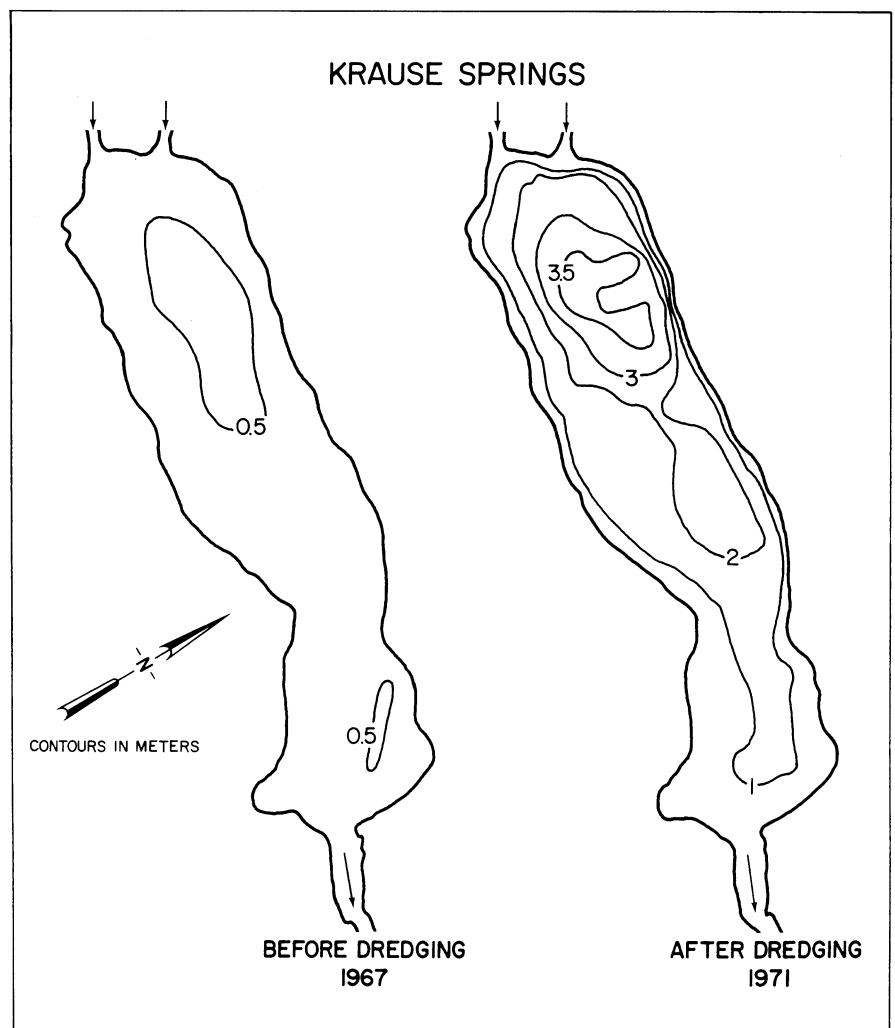 KRAUSE SPRINGS
3.5
3
0.5
2
N
CONTOURS IN METERS
0.5
1
BEFORE DREDGING
1967
AFTER DREDGING
1971